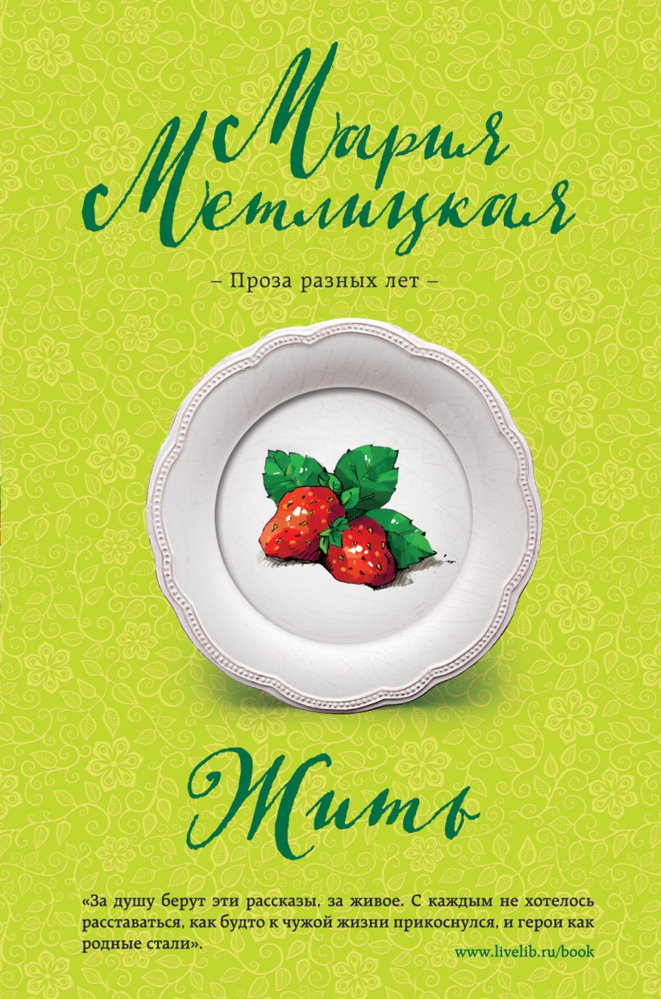 Мария
Метлицкая
– Проза разных лет –
Жить
«За душу берут эти рассказы, за живое. С каждым не хотелось
расставаться, как будто к чужой жизни прикоснулся, и герои как
родные стали».
www.livelib.ru/book